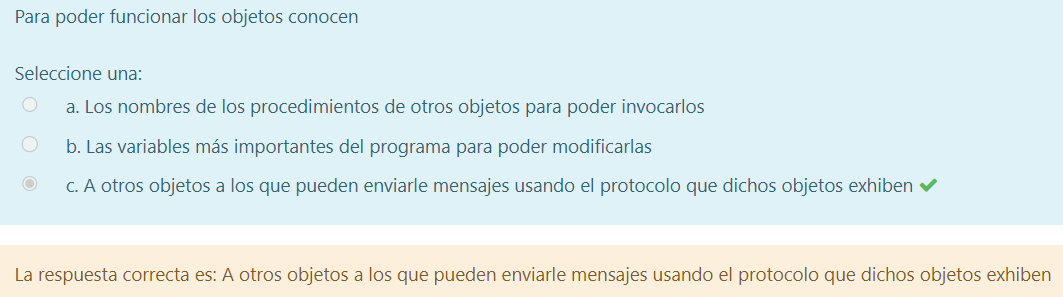 Para poder funcionar los objetos conocen
Seleccione una:
a. Los nombres de los procedimientos de otros objetos para poder invocarlos
b. Las variables más importantes del programa para poder modificarlas
c. A otros objetos a los que pueden enviarle mensajes usando el protocolo que dichos objetos exhiben
La respuesta correcta es: A otros objetos a los que pueden enviarle mensajes usando el protocolo que dichos objetos exhiben